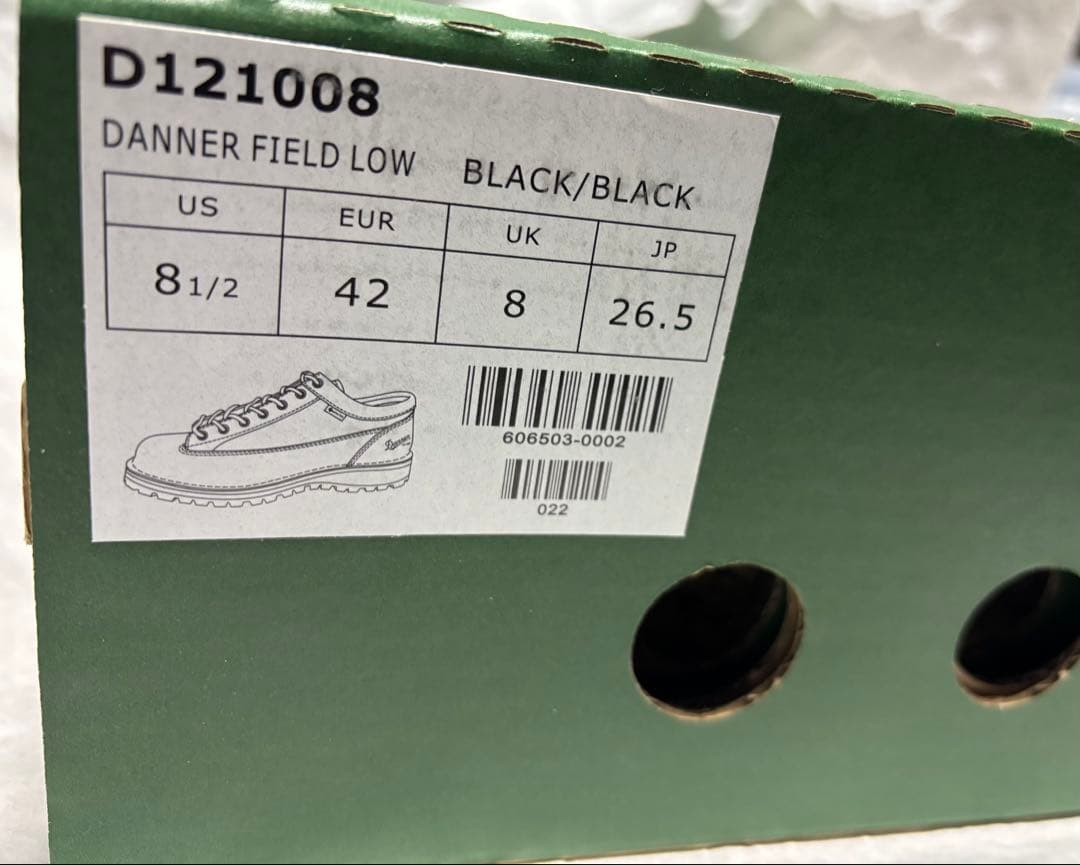 D121008
DANNER FIELD LOW BLACK/BLACK
US EUR UK JP
8 1/2 42 8 26.5
Danner
606503-0002
022